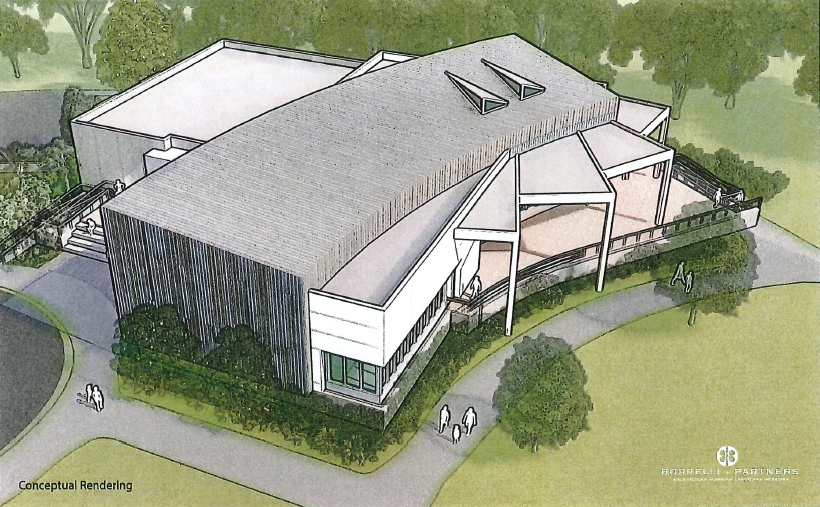 Conceptual Rendering
BORRELLI + PARTNERS